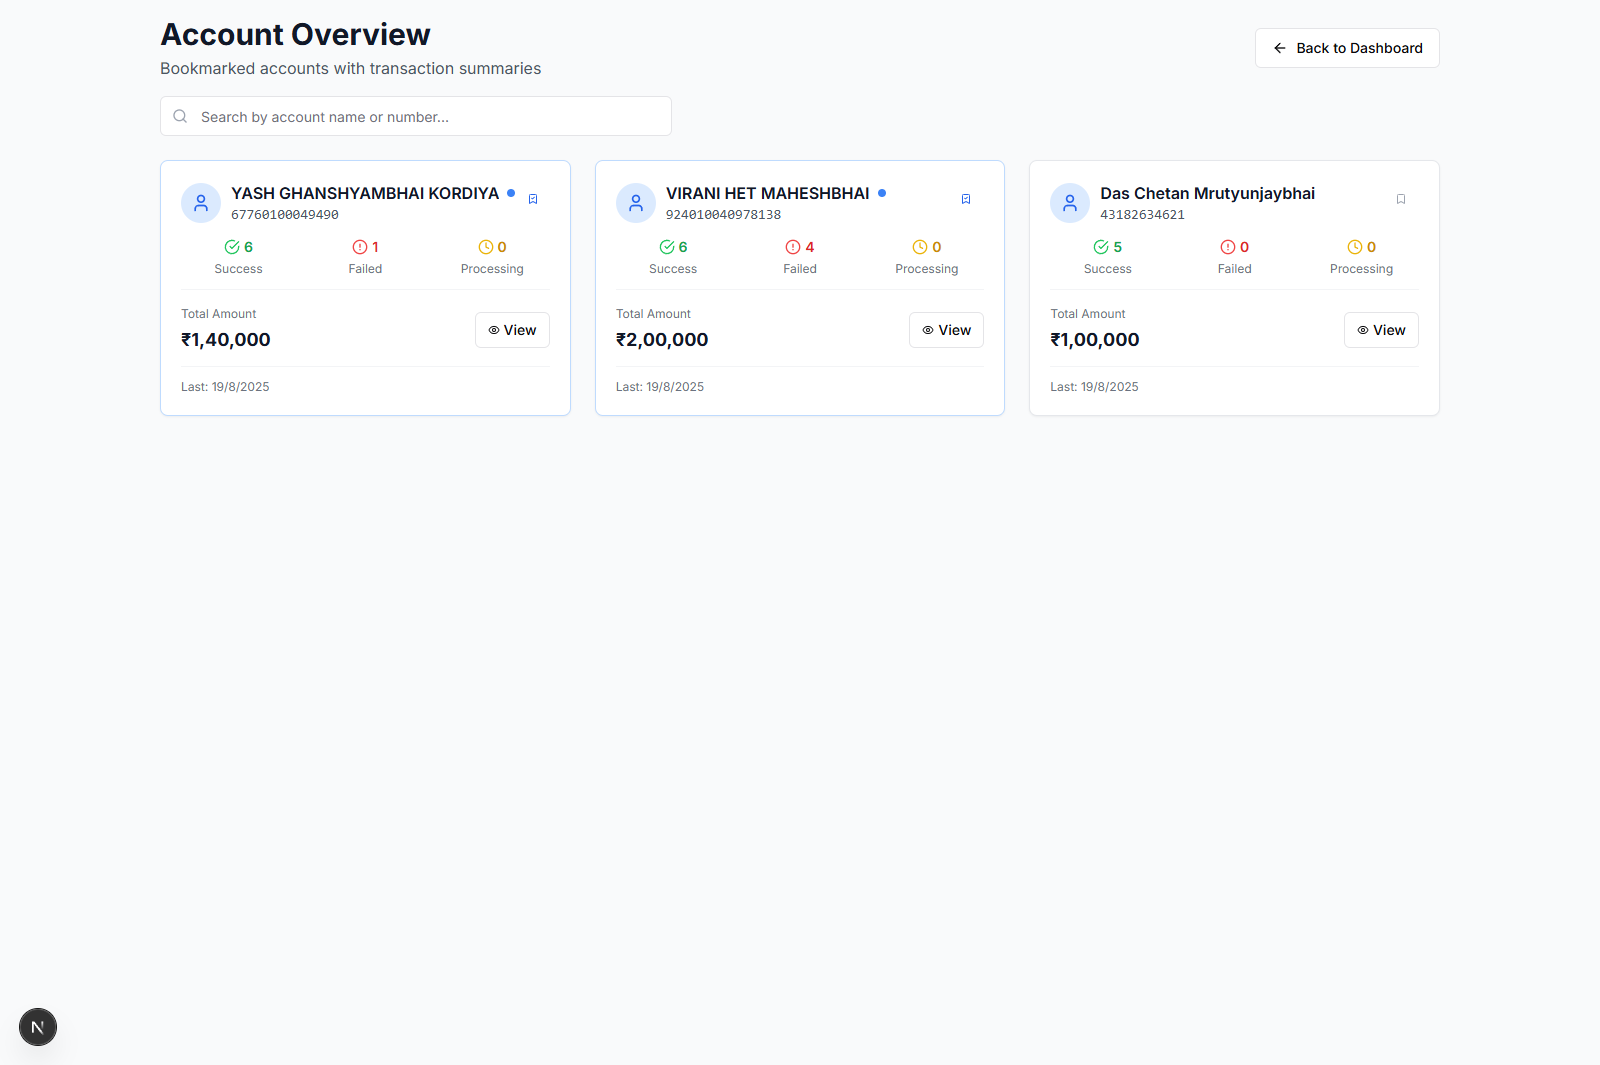 Account Overview
Bookmarked accounts with transaction summaries
Back to Dashboard
Search by account name or number...
YASH GHANSHYAMBHAI KORDIYA
67760100049490
6
1
0
Success
Failed
Processing
Total Amount
₹1,40,000
View
Last: 19/8/2025
VIRANI HET MAHESHBHAI
924010040978138
6
4
0
Success
Failed
Processing
Total Amount
₹2,00,000
View
Last: 19/8/2025
Das Chetan Mrutyunjaybhai
43182634621
5
0
0
Success
Failed
Processing
Total Amount
₹1,00,000
View
Last: 19/8/2025
N